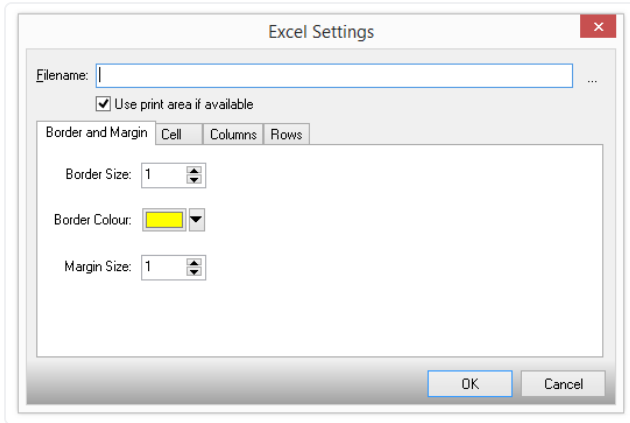 Excel Settings
Filename:
...
Use print area if available
Border and Margin Cell Columns Rows
Border Size: 1
Border Colour:
Margin Size: 1
OK Cancel